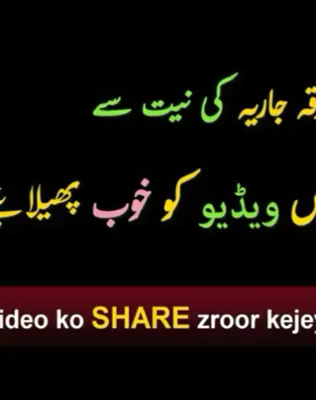 جاریہ کی نیت سے
ویڈیو کو خوب
ko SHARE zroor